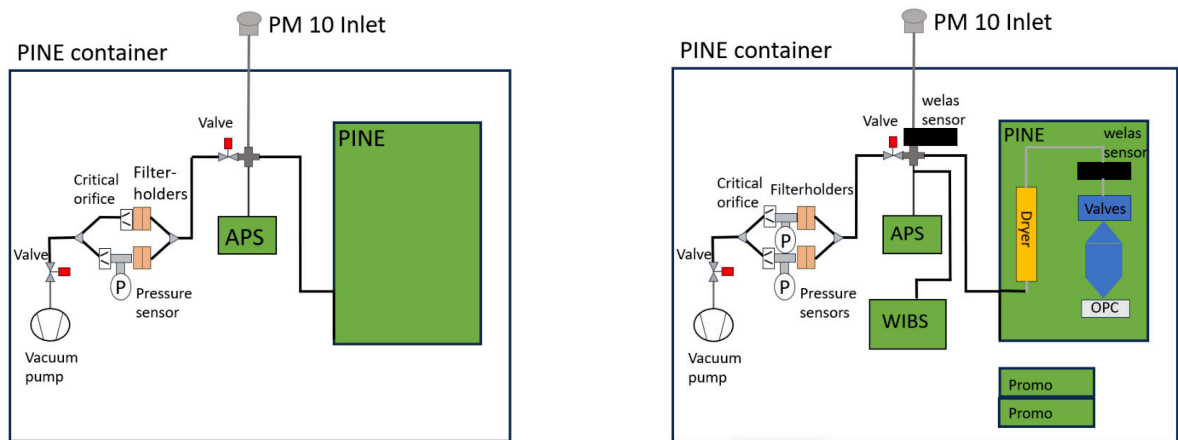 PM 10 Inlet
PINE container
Valve
PINE
Critical
orifice
Filter-
holders
APS
Valve
P
Pressure
sensor
Vacuum
pump
PM 10 Inlet
PINE container
welas
sensor
Valve
PINE
welas
sensor
Critical
orifice
Filterholders
Dryer
Valves
P
APS
Valve
P
Pressure
sensors
OPC
WIBS
Vacuum
pump
Promo
Promo